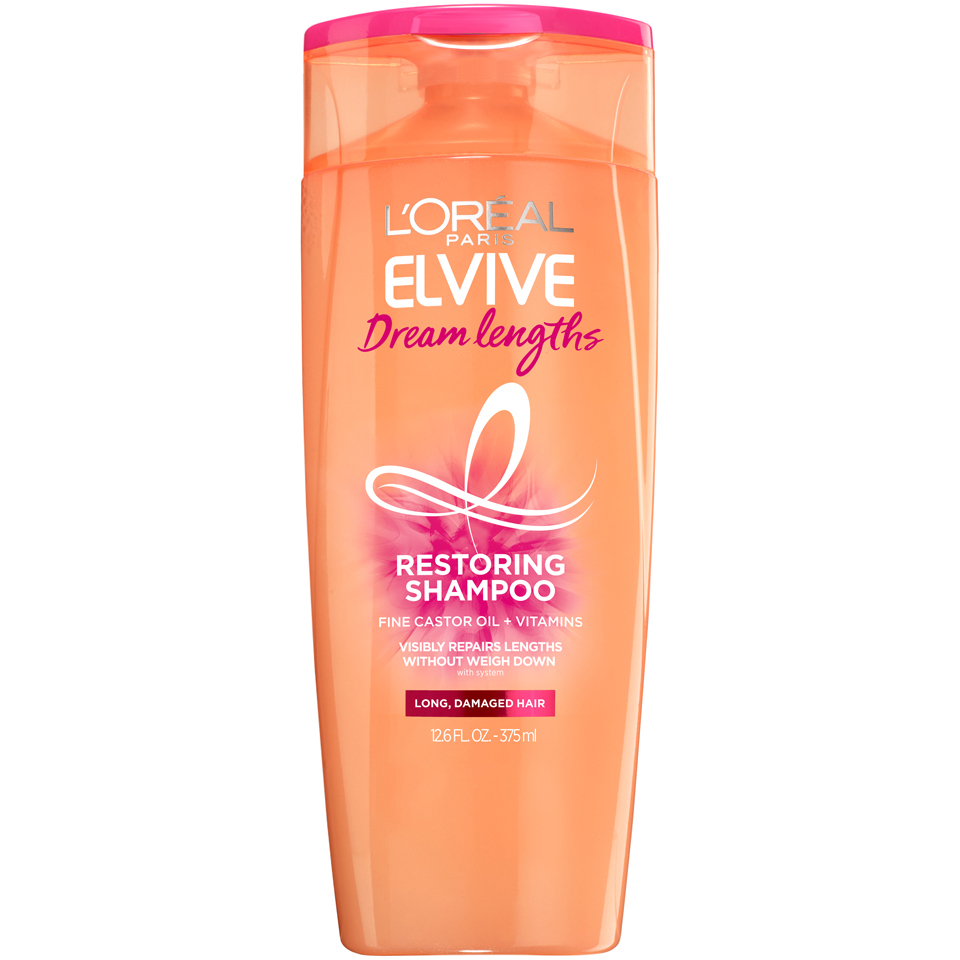 L'ORÉAL
PARIS
ELVIVE
Dream lengths
RESTORING
SHAMPOO
FINE CASTOR OIL + VITAMINS
VISIBLY REPAIRS LENGTHS
WITHOUT WEIGH DOWN
with system
LONG, DAMAGED HAIR
12.6 FL. OZ. - 375 ml